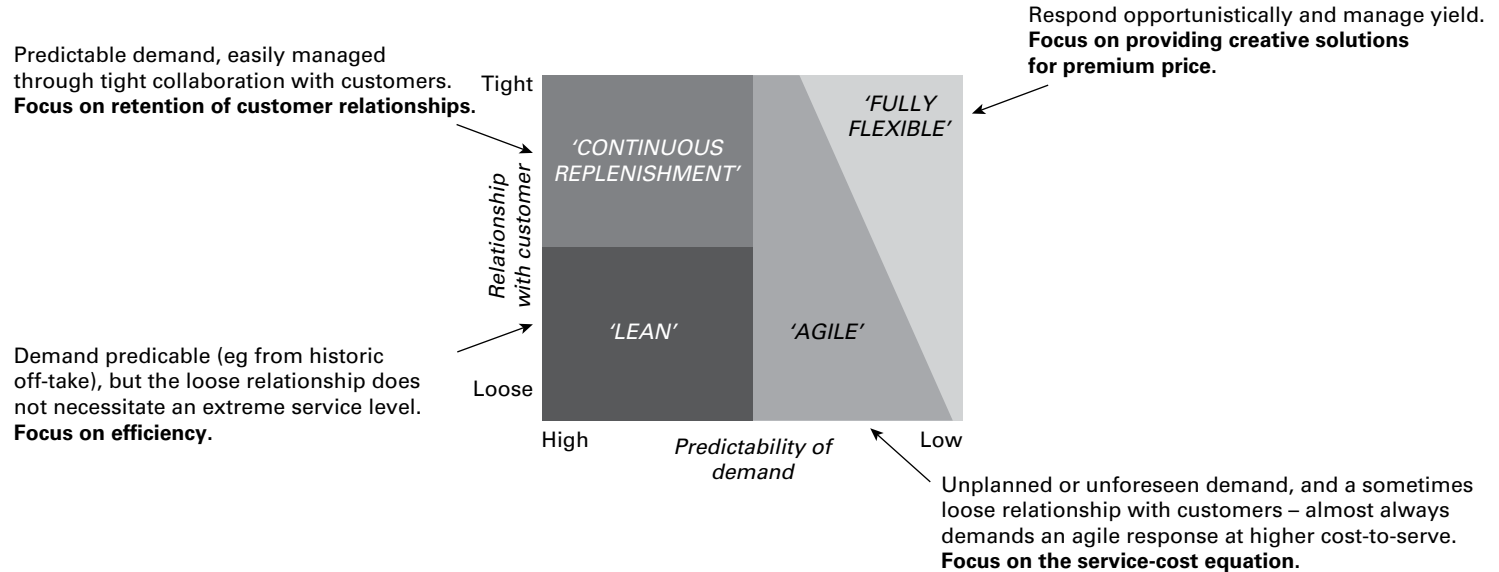 Respond opportunistically and manage yield.
Focus on providing creative solutions
for premium price.
Predictable demand, easily managed
through tight collaboration with customers.
Focus on retention of customer relationships.
Tight
‘FULLY
FLEXIBLE’
‘CONTINUOUS
REPLENISHMENT’
Relationship
with customer
‘LEAN’
‘AGILE’
Demand predicable (eg from historic
off-take), but the loose relationship does
not necessitate an extreme service level.
Focus on efficiency.
Loose
High
Predictability of
demand
Low
Unplanned or unforeseen demand, and a sometimes
loose relationship with customers – almost always
demands an agile response at higher cost-to-serve.
Focus on the service-cost equation.